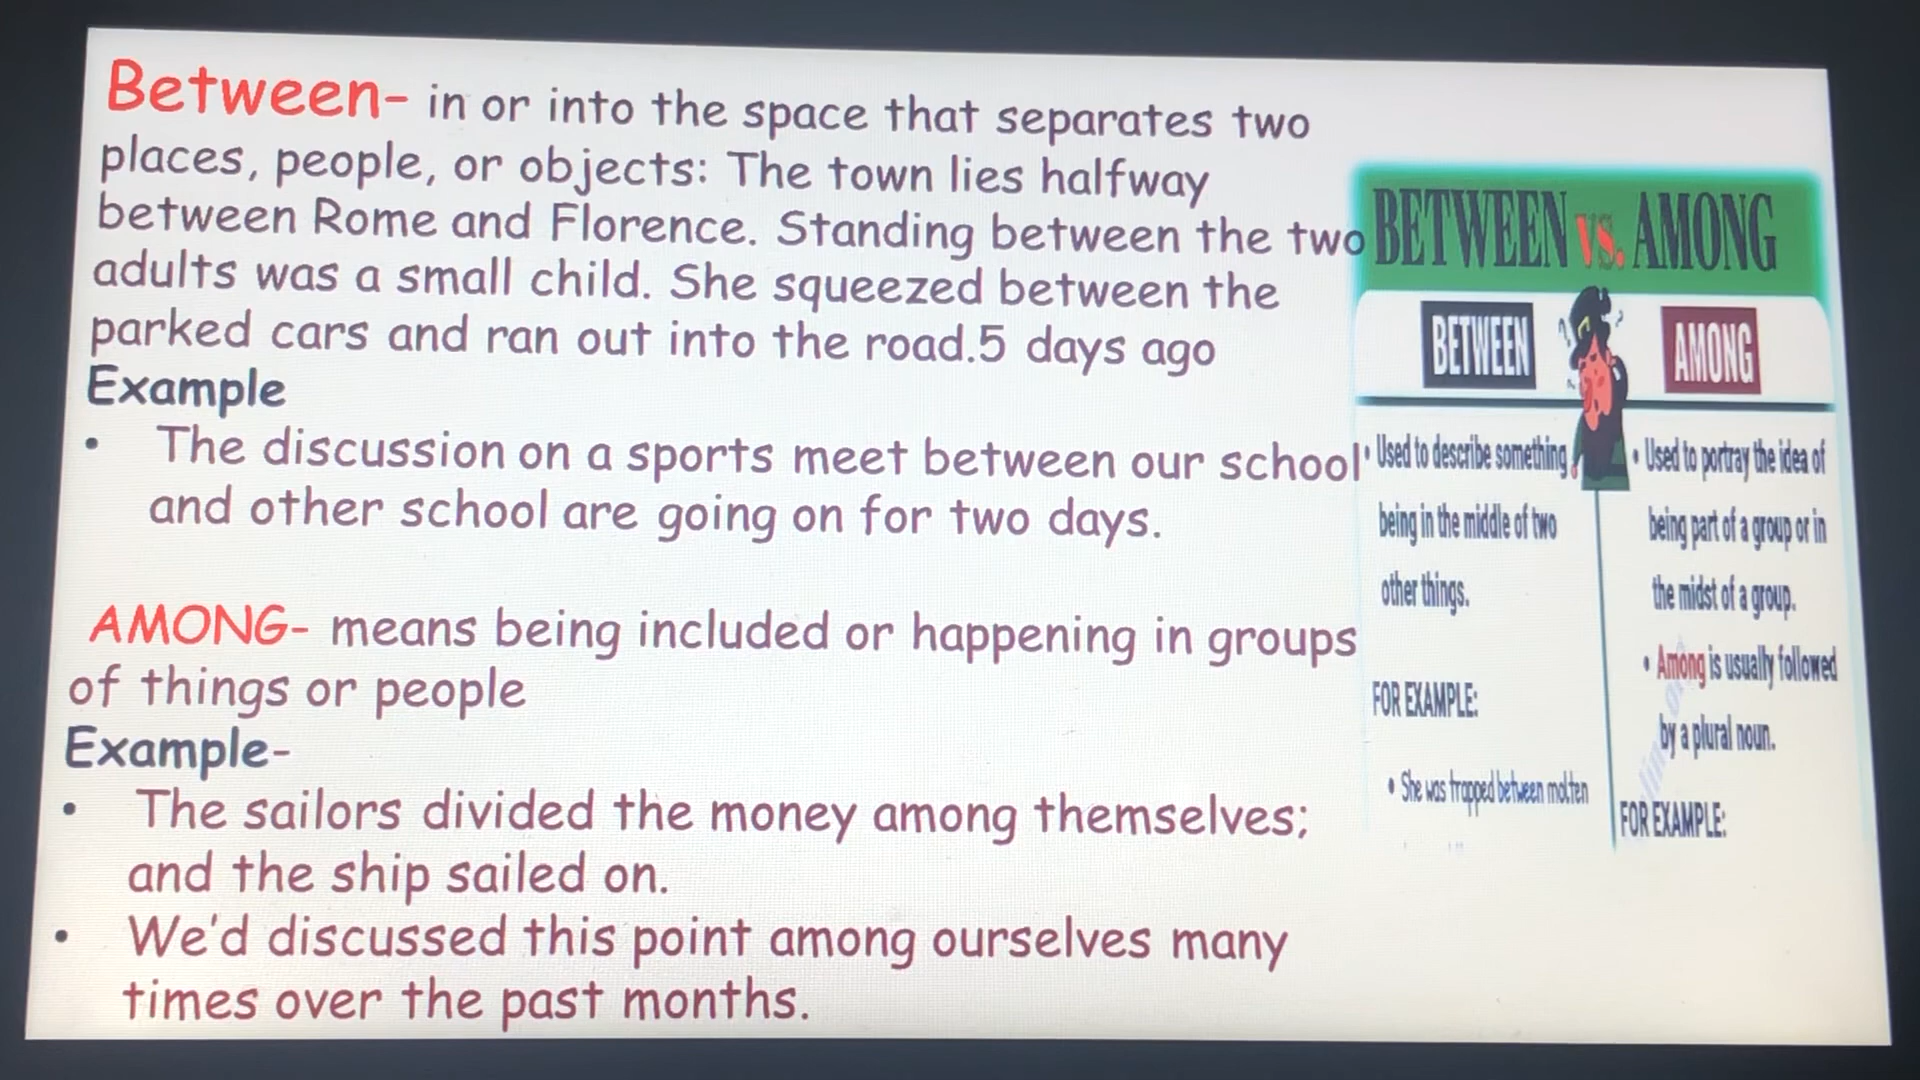 Between- in or into the space that separates two
places, people, or objects: The town lies halfway
between Rome and Florence. Standing between the two
adults was a small child. She squeezed between the
parked cars and ran out into the road.5 days ago
Example
• The discussion on a sports meet between our school
and other school are going on for two days.
AMONG- means being included or happening in groups
of things or people
Example-
• The sailors divided the money among themselves;
and the ship sailed on.
• We'd discussed this point among ourselves many
times over the past months.
BETWEEN vs. AMONG
BETWEEN
• Used to describe something
being in the middle of two
other things.
FOR EXAMPLE:
• She was trapped between molten
AMONG
• Used to portray the idea of
being part of a group or in
the midst of a group.
• Among is usually followed
by a plural noun.
FOR EXAMPLE: